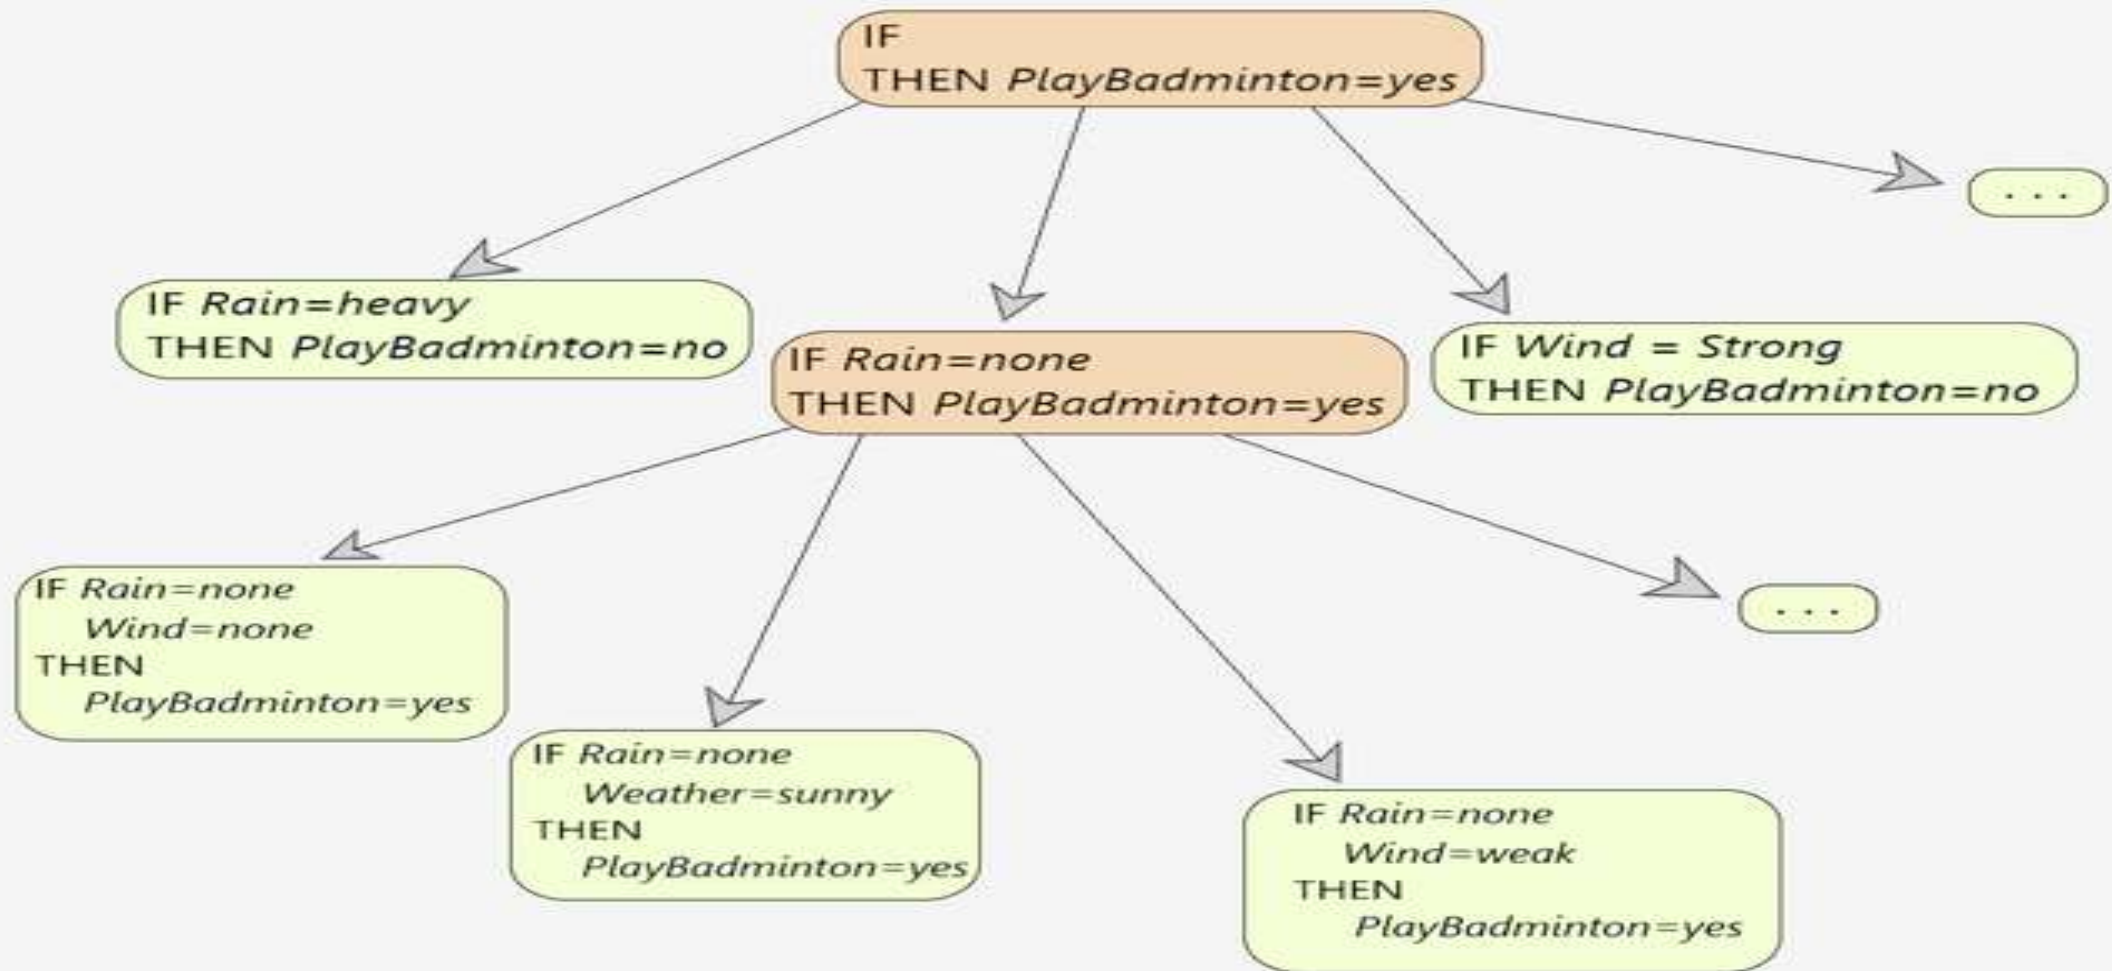 IF
THEN PlayBadminton=yes
. . .
IF Rain=heavy
THEN PlayBadminton=no
IF Rain=none
THEN PlayBadminton=yes
IF Wind = Strong
THEN PlayBadminton=no
IF Rain=none
Wind=none
THEN
PlayBadminton=yes
. . .
IF Rain=none
Weather=sunny
THEN
PlayBadminton=yes
IF Rain=none
Wind=weak
THEN
PlayBadminton=yes